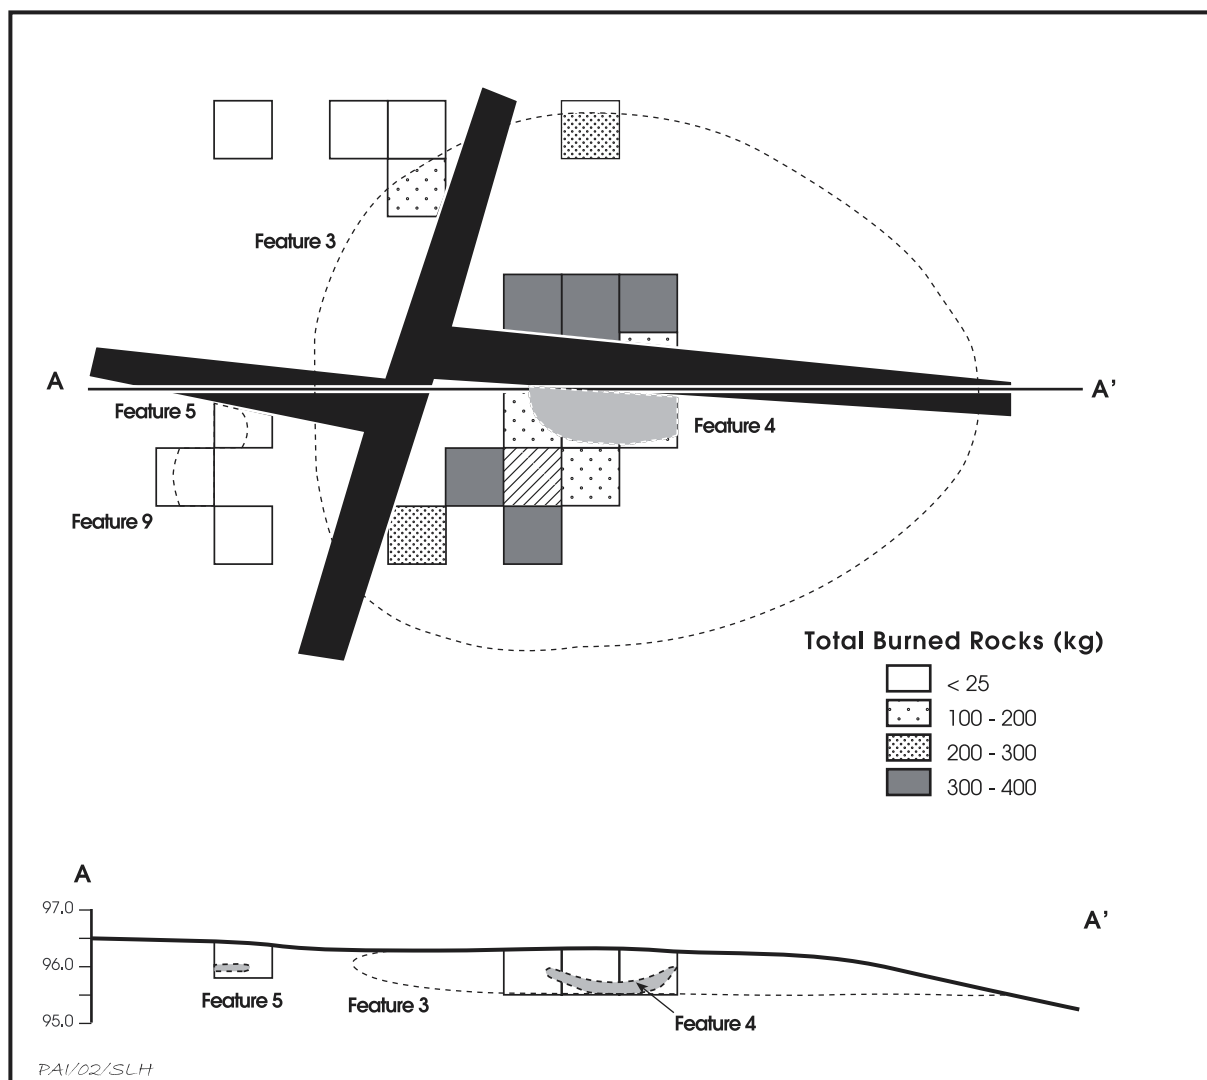 Feature 3
A
A'
Feature 5
Feature 4
Feature 9
Total Burned Rocks (kg)
< 25
100 - 200
200 - 300
300 - 400
A
97.0
A'
96.0
Feature 5
Feature 3
95.0
Feature 4
PAI/02/SLH